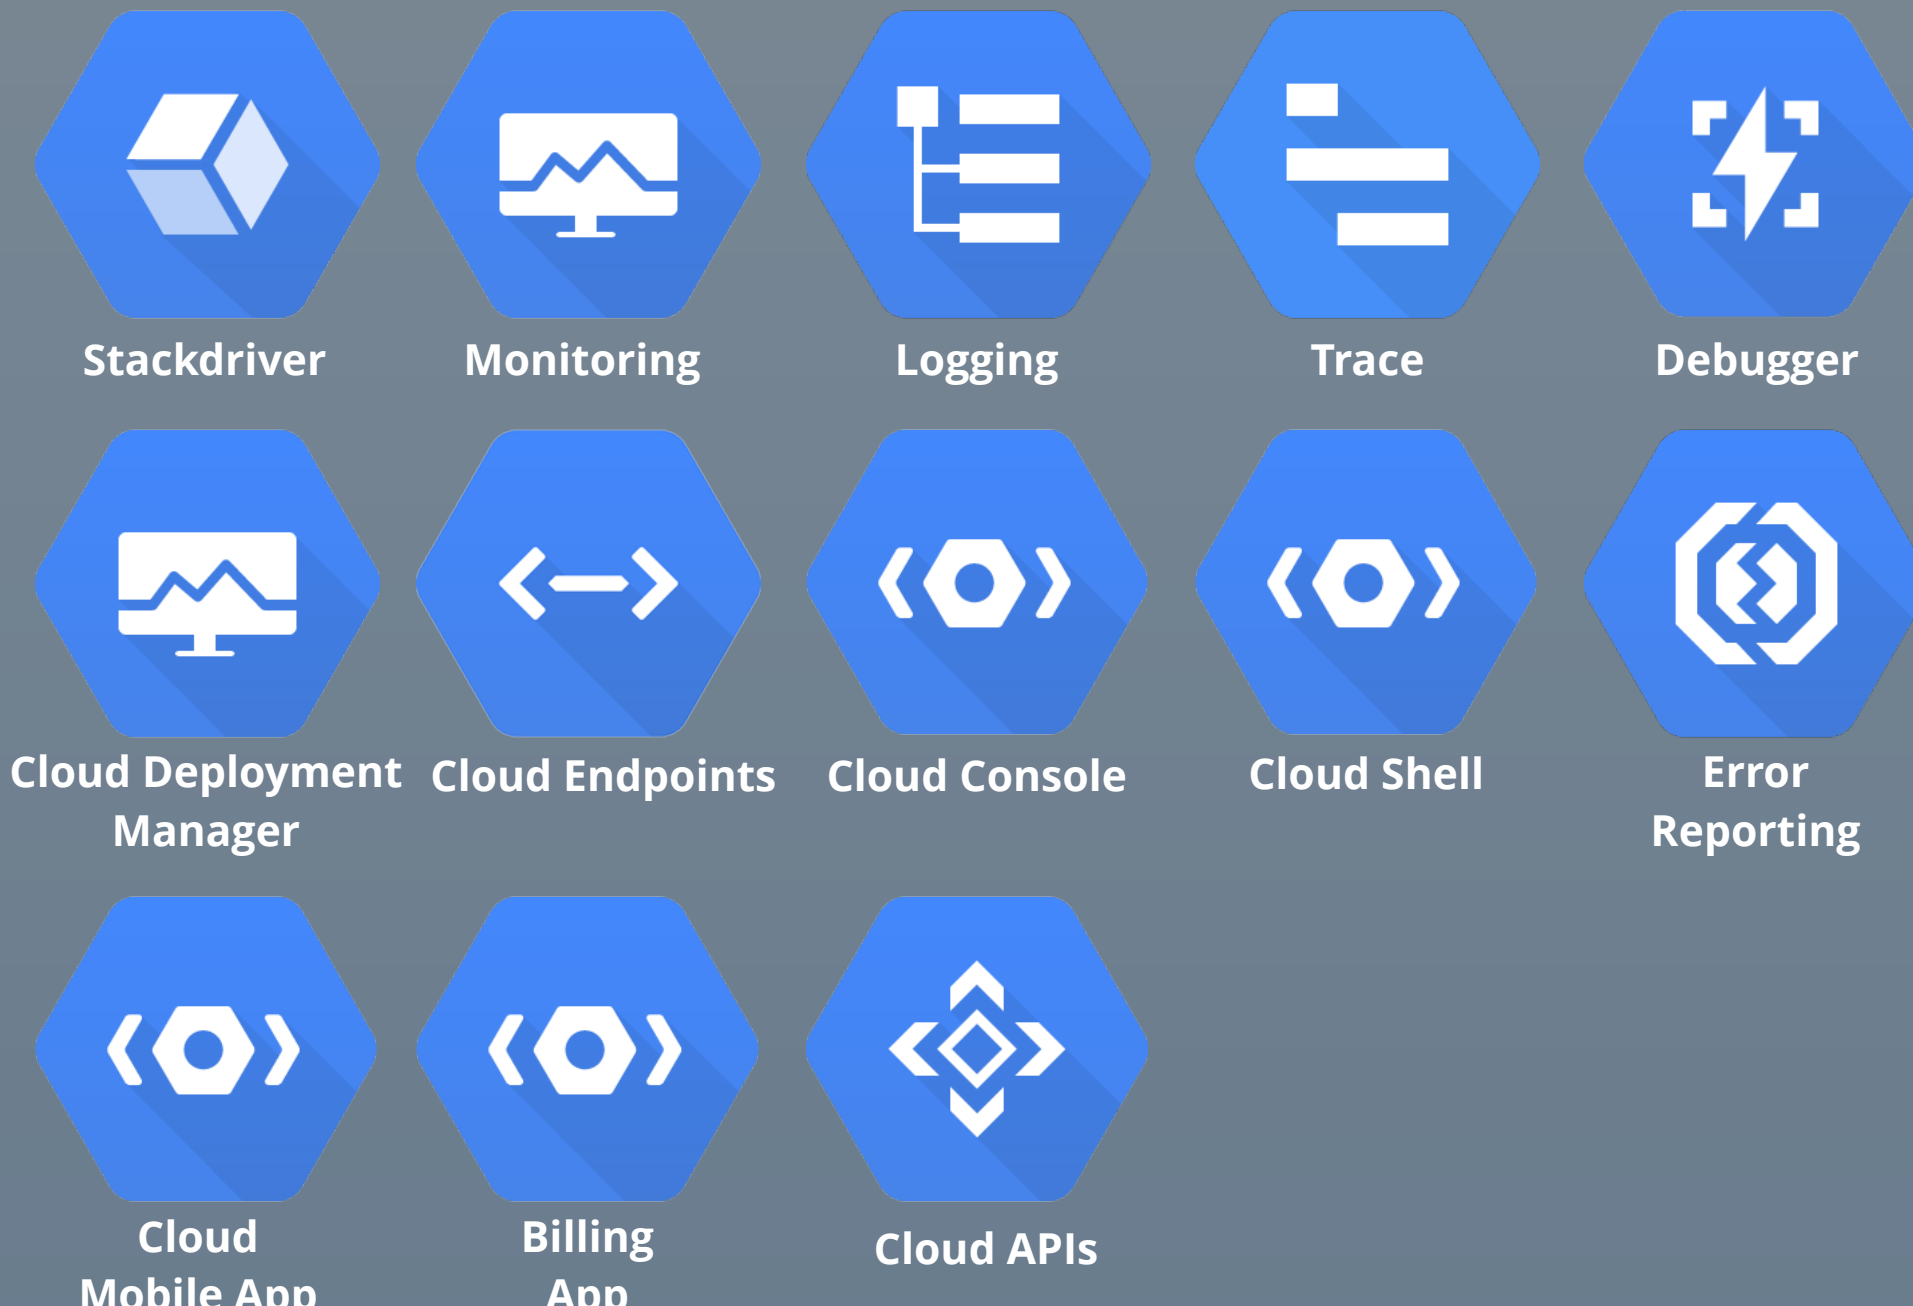 Stackdriver
Monitoring
Logging
Trace
Debugger
Cloud Deployment
Manager
Cloud Endpoints
Cloud Console
Cloud Shell
Error
Reporting
Cloud
Mobile App
Billing
App
Cloud APIs